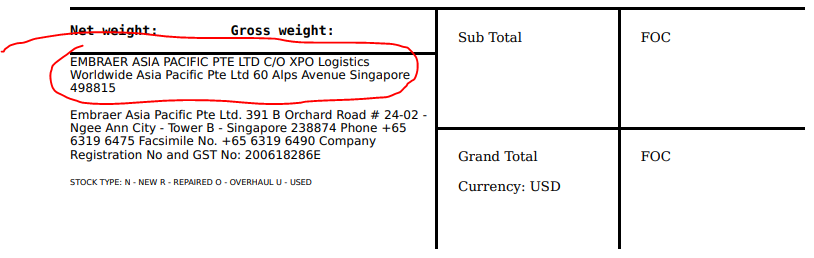 Net weight: Gross weight:
EMBRAER ASIA PACIFIC PTE LTD C/O XPO Logistics
Worldwide Asia Pacific Pte Ltd 60 Alps Avenue Singapore
498815
Embraer Asia Pacific Pte Ltd. 391 B Orchard Road # 24-02 -
Ngee Ann City - Tower B - Singapore 238874 Phone +65
6319 6475 Facsimile No. +65 6319 6490 Company
Registration No and GST No: 200618286E
STOCK TYPE: N - NEW R - REPAIRED O - OVERHAUL U - USED
Sub Total
FOC
Grand Total
FOC
Currency: USD